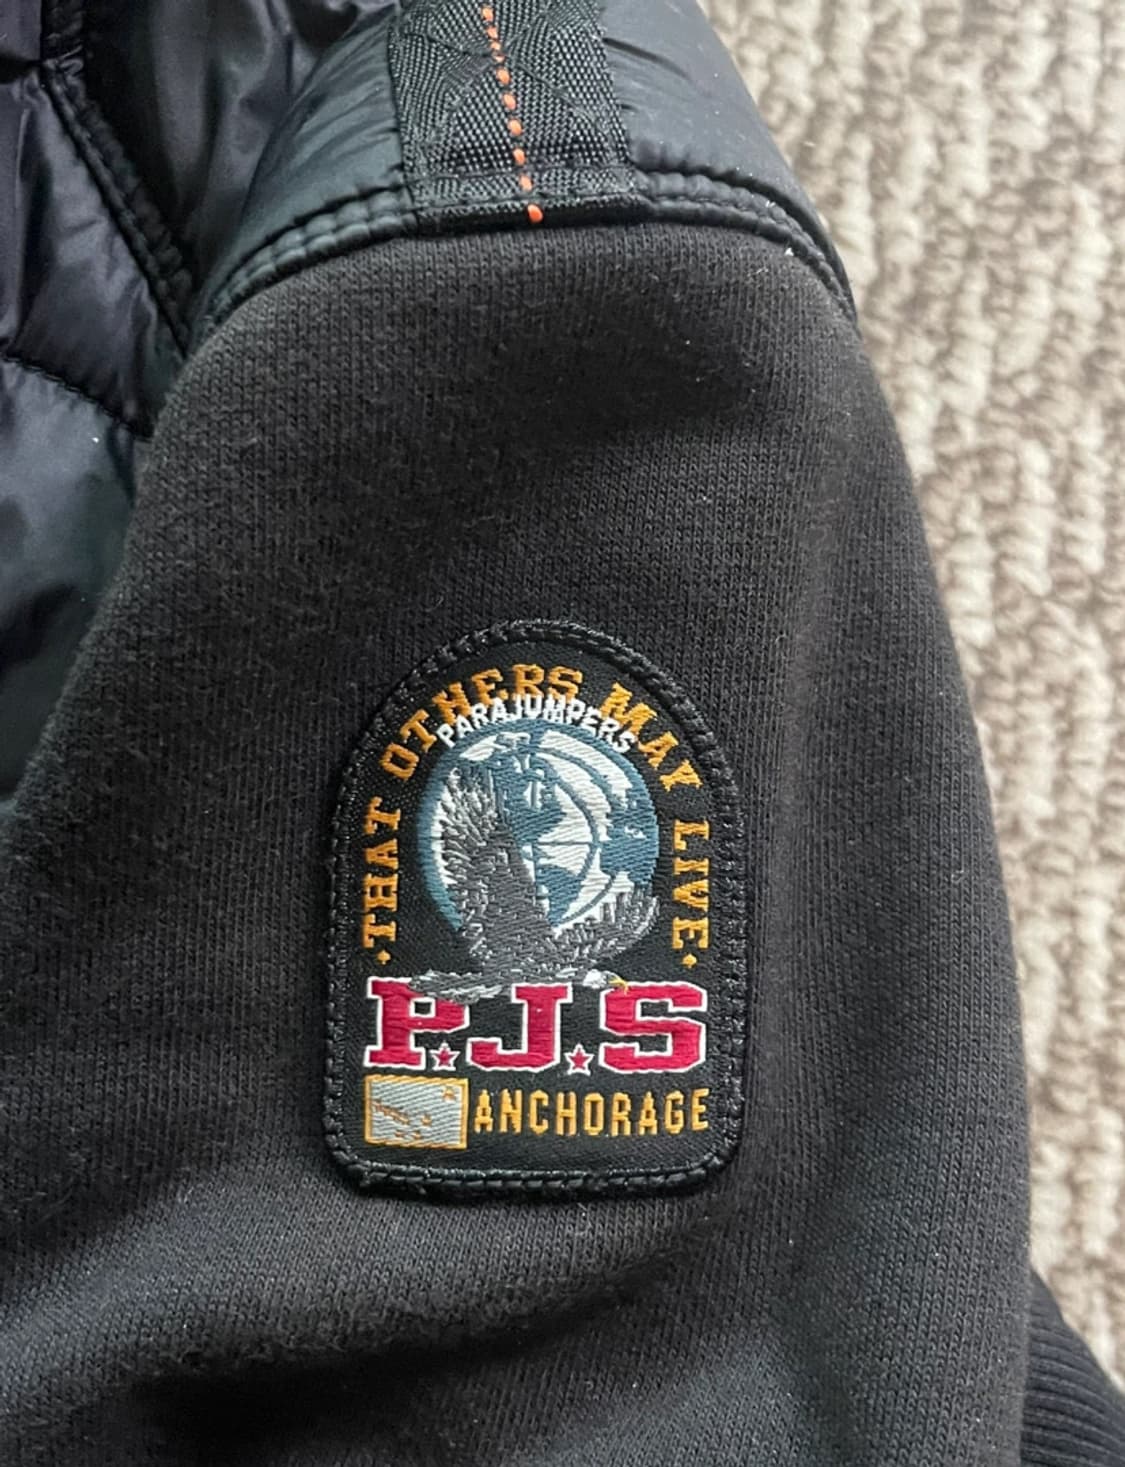 ·THAT OTHERS MAY LIVE·
PARAJUMPERS
P.J.S
ANCHORAGE